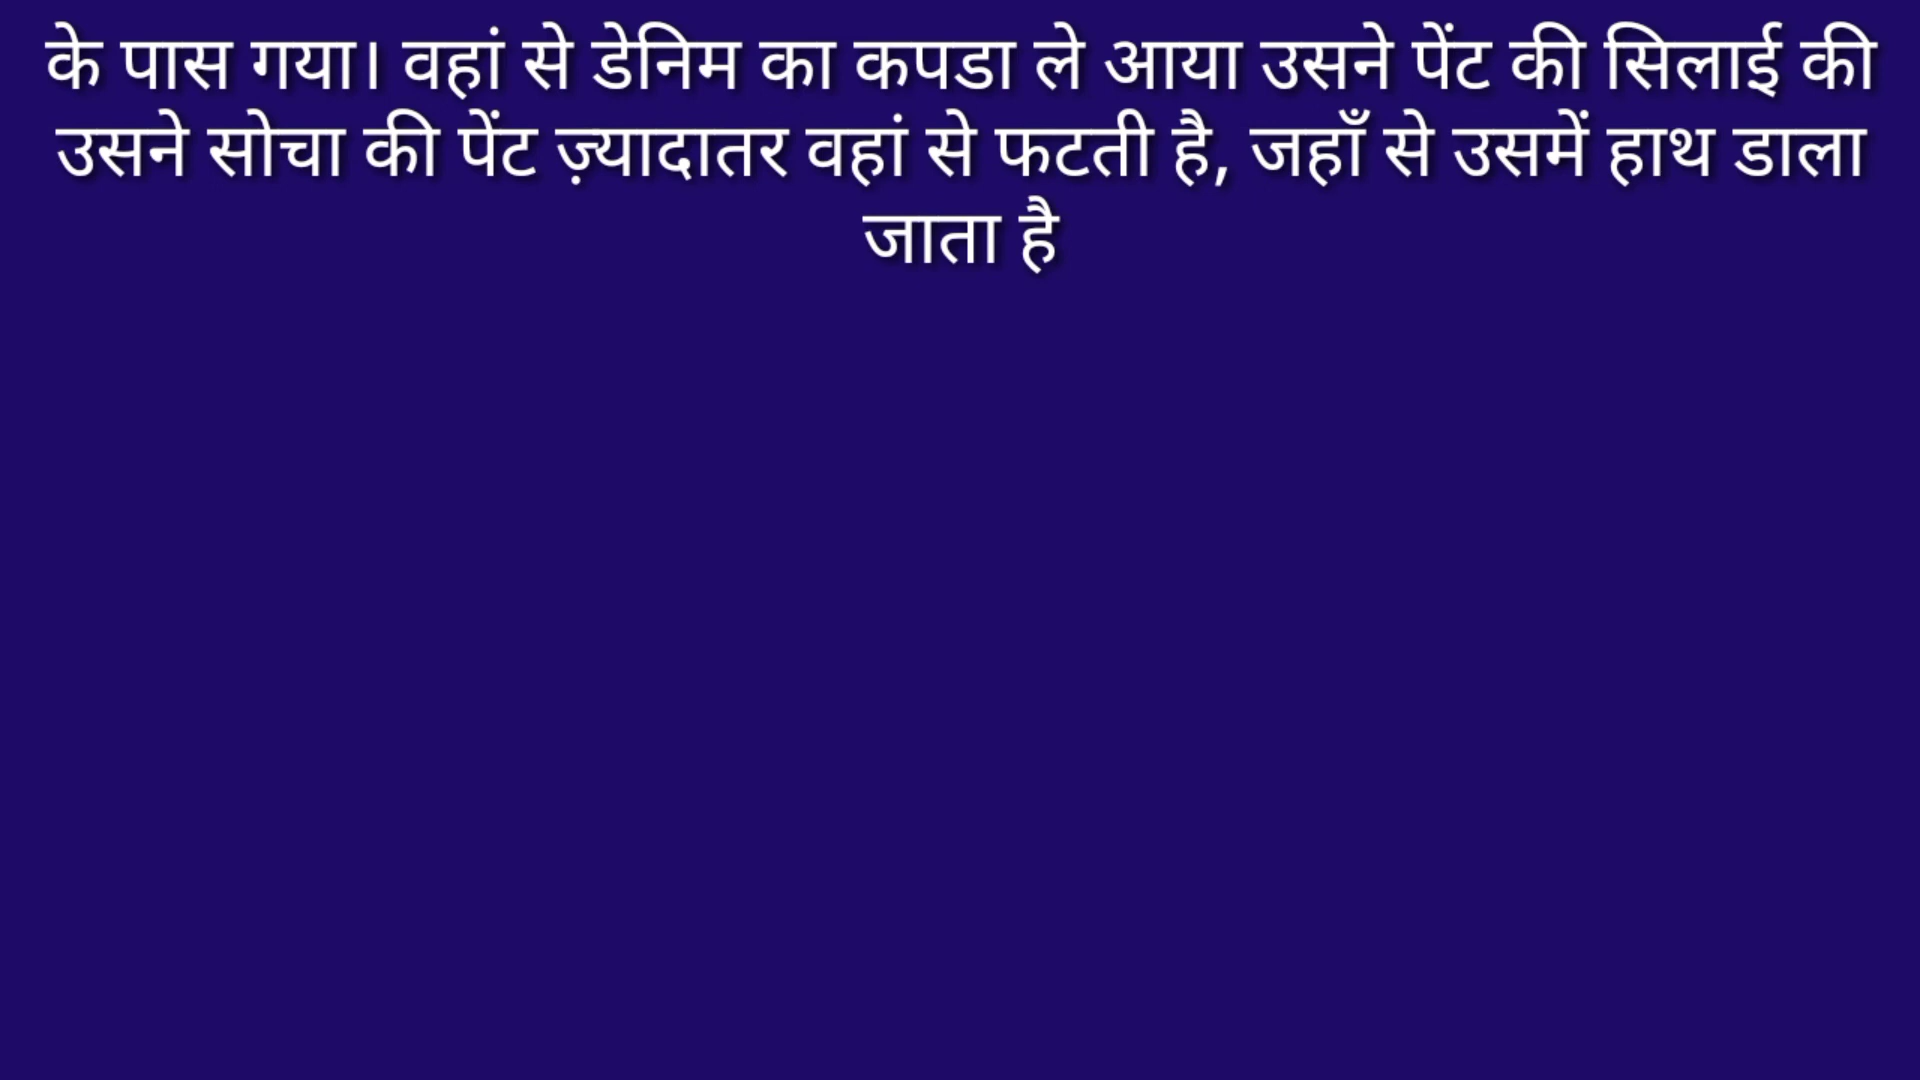 के पास गया। वहां से डेनिम का कपडा ले आया उसने पेंट की सिलाई की
उसने सोचा की पेंट ज़्यादातर वहां से फटती है, जहाँ से उसमें हाथ डाला
जाता है